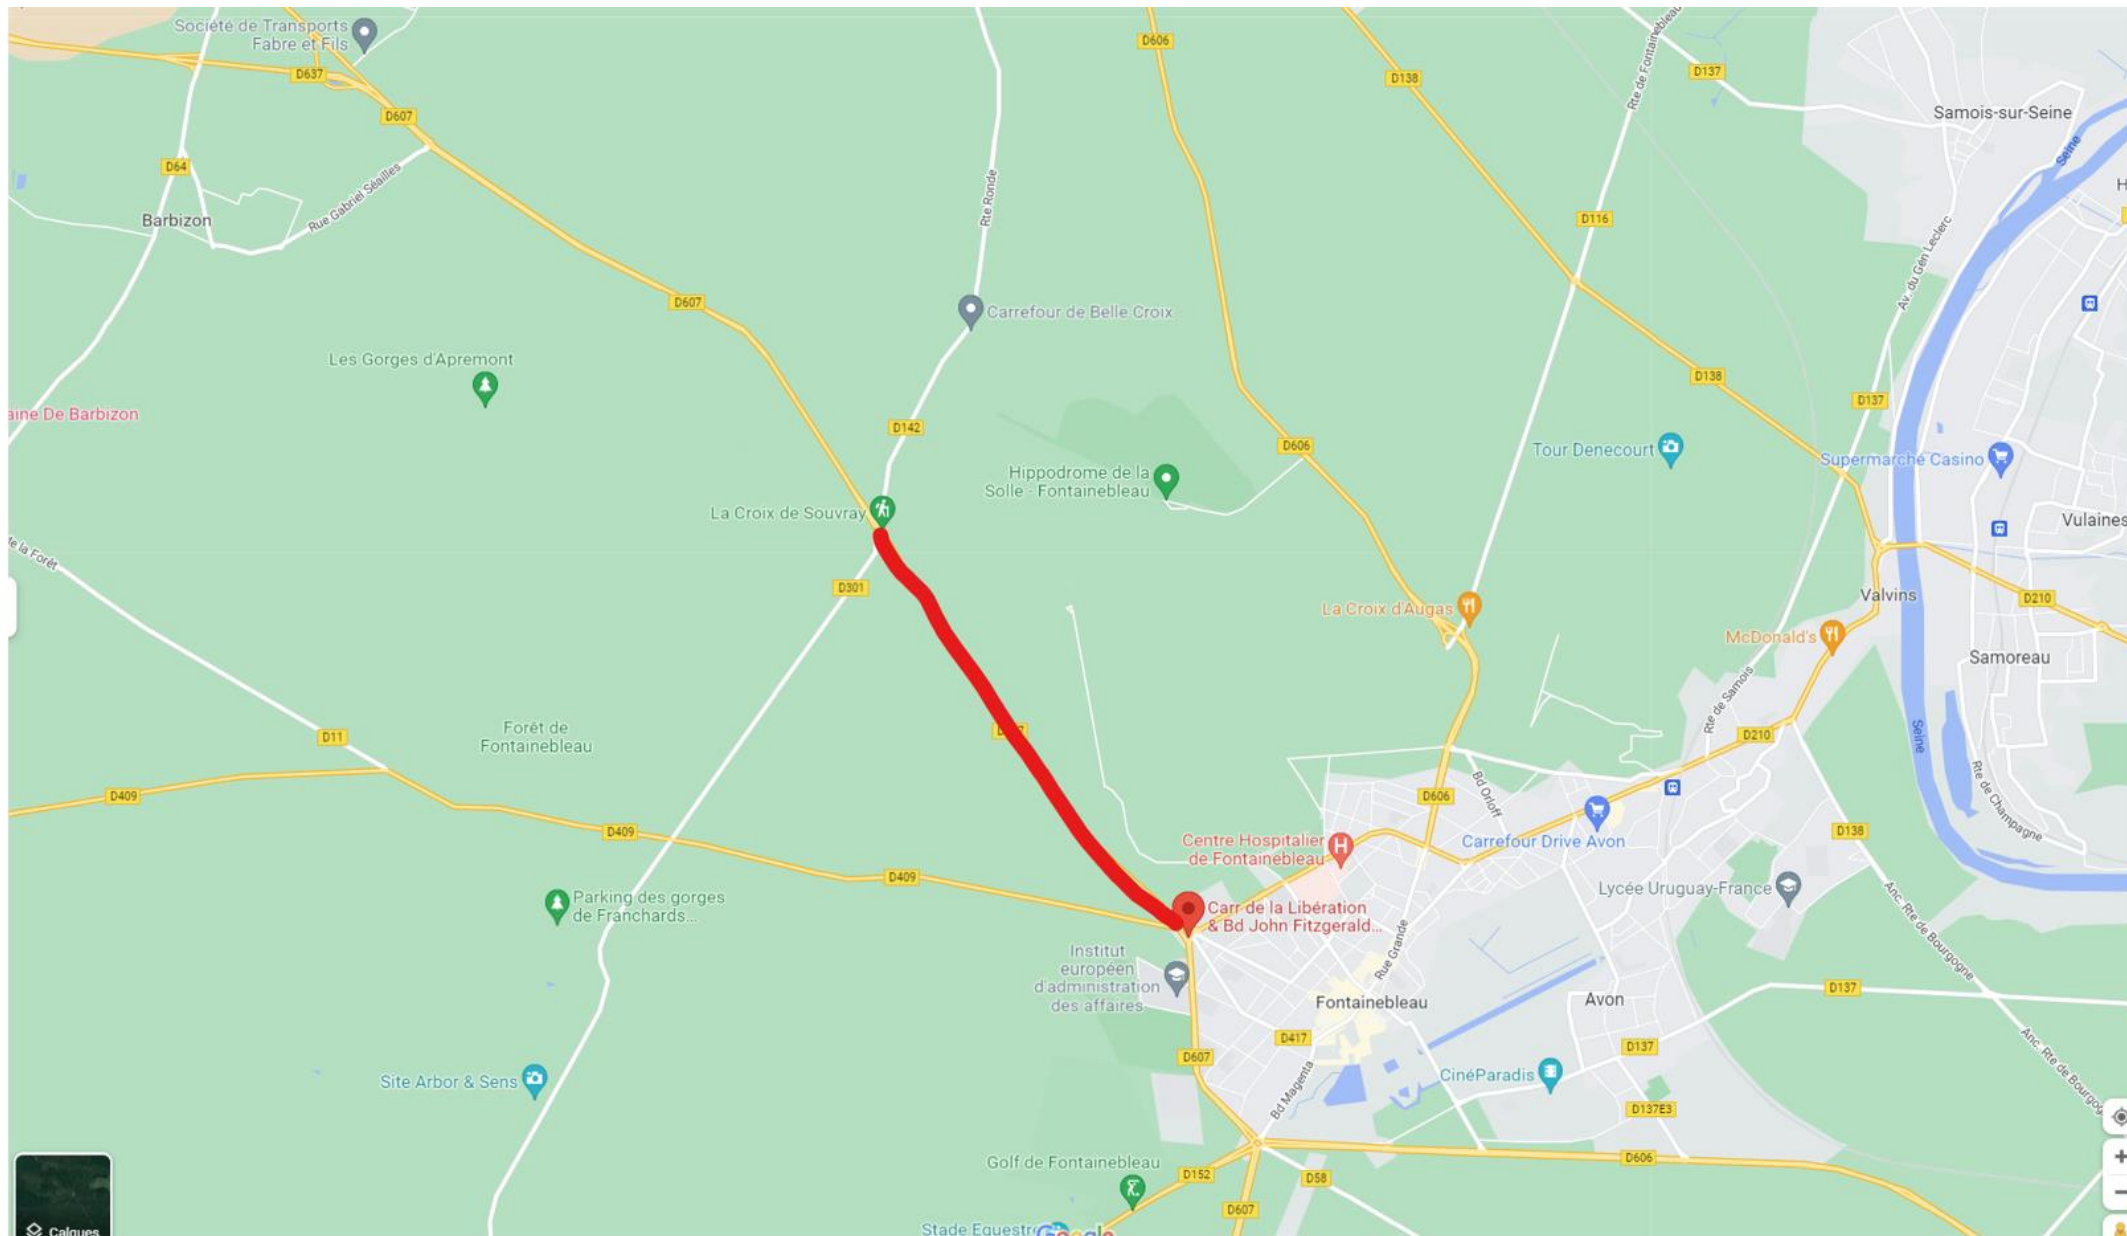 Société de Transports
Fabre et Fils
D606
D138
D137
Rte de Fontainebleau
D637
D607
Samois-sur-Seine
Seine
D64
Rue Gabriel Séailles
Rte Ronde
Barbizon
D116
Av. du Gén Leclerc
D607
Carrefour de Belle Croix
Les Gorges d'Apremont
D138
aine De Barbizon
D142
D137
D606
Tour Denecourt
Supermarché Casino
Hippodrome de la
Solle - Fontainebleau
La Croix de Souvray
Vulaines
de la Forêt
D301
Valvins
D210
La Croix d'Augas
McDonald's
Samoreau
Rte de Samois
Forêt de
Fontainebleau
D11
D210
Seine
Rte de Champagne
D409
D606
Bd Orloff
D409
Centre Hospitalier
de Fontainebleau
Carrefour Drive Avon
D138
D409
Lycée Uruguay-France
Parking des gorges
de Franchards...
Carr de la Libération
& Bd John Fitzgerald...
Anc. Rte de Bourgogne
Rue Grande
Institut
européen
d'administration
des affaires
Fontainebleau
Avon
D137
D417
D137
D607
Anc. Rte de Bourgogne
Site Arbor & Sens
CinéParadis
Bd Magenta
D137E3
Golf de Fontainebleau
D152
D58
D606
D607
Stade Equestre
Google
Calques